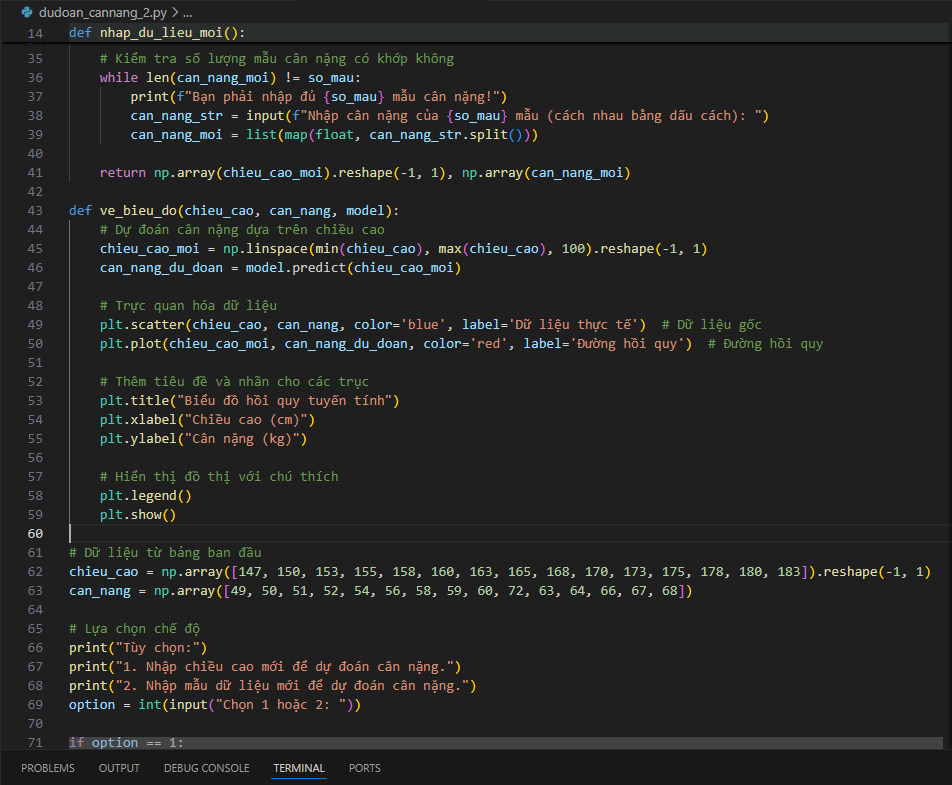 dudoan_cannang_2.py > ...
14 def nhap_du_lieu_moi():
35 # Kiểm tra số lượng mẫu cân nặng có khớp không
36 while len(can_nang_moi) != so_mau:
37 print(f"Bạn phải nhập đủ {so_mau} mẫu cân nặng!")
38 can_nang_str = input(f"Nhập cân nặng của {so_mau} mẫu (cách nhau bằng dấu cách): ")
39 can_nang_moi = list(map(float, can_nang_str.split()))
40
41 return np.array(chieu_cao_moi).reshape(-1, 1), np.array(can_nang_moi)
42
43 def ve_bieu_do(chieu_cao, can_nang, model):
44 # Dự đoán cân nặng dựa trên chiều cao
45 chieu_cao_moi = np.linspace(min(chieu_cao), max(chieu_cao), 100).reshape(-1, 1)
46 can_nang_du_doan = model.predict(chieu_cao_moi)
47
48 # Trực quan hóa dữ liệu
49 plt.scatter(chieu_cao, can_nang, color='blue', label='Dữ liệu thực tế') # Dữ liệu gốc
50 plt.plot(chieu_cao_moi, can_nang_du_doan, color='red', label='Đường hồi quy') # Đường hồi quy
51
52 # Thêm tiêu đề và nhãn cho các trục
53 plt.title("Biểu đồ hồi quy tuyến tính")
54 plt.xlabel("Chiều cao (cm)")
55 plt.ylabel("Cân nặng (kg)")
56
57 # Hiển thị đồ thị với chú thích
58 plt.legend()
59 plt.show()
60
61 # Dữ liệu từ bảng ban đầu
62 chieu_cao = np.array([147, 150, 153, 155, 158, 160, 163, 165, 168, 170, 173, 175, 178, 180, 183]).reshape(-1, 1)
63 can_nang = np.array([49, 50, 51, 52, 54, 56, 58, 59, 60, 72, 63, 64, 66, 67, 68])
64
65 # Lựa chọn chế độ
66 print("Tùy chọn:")
67 print("1. Nhập chiều cao mới để dự đoán cân nặng.")
68 print("2. Nhập mẫu dữ liệu mới để dự đoán cân nặng.")
69 option = int(input("Chọn 1 hoặc 2: "))
70
71 if option == 1:
PROBLEMS OUTPUT DEBUG CONSOLE TERMINAL PORTS